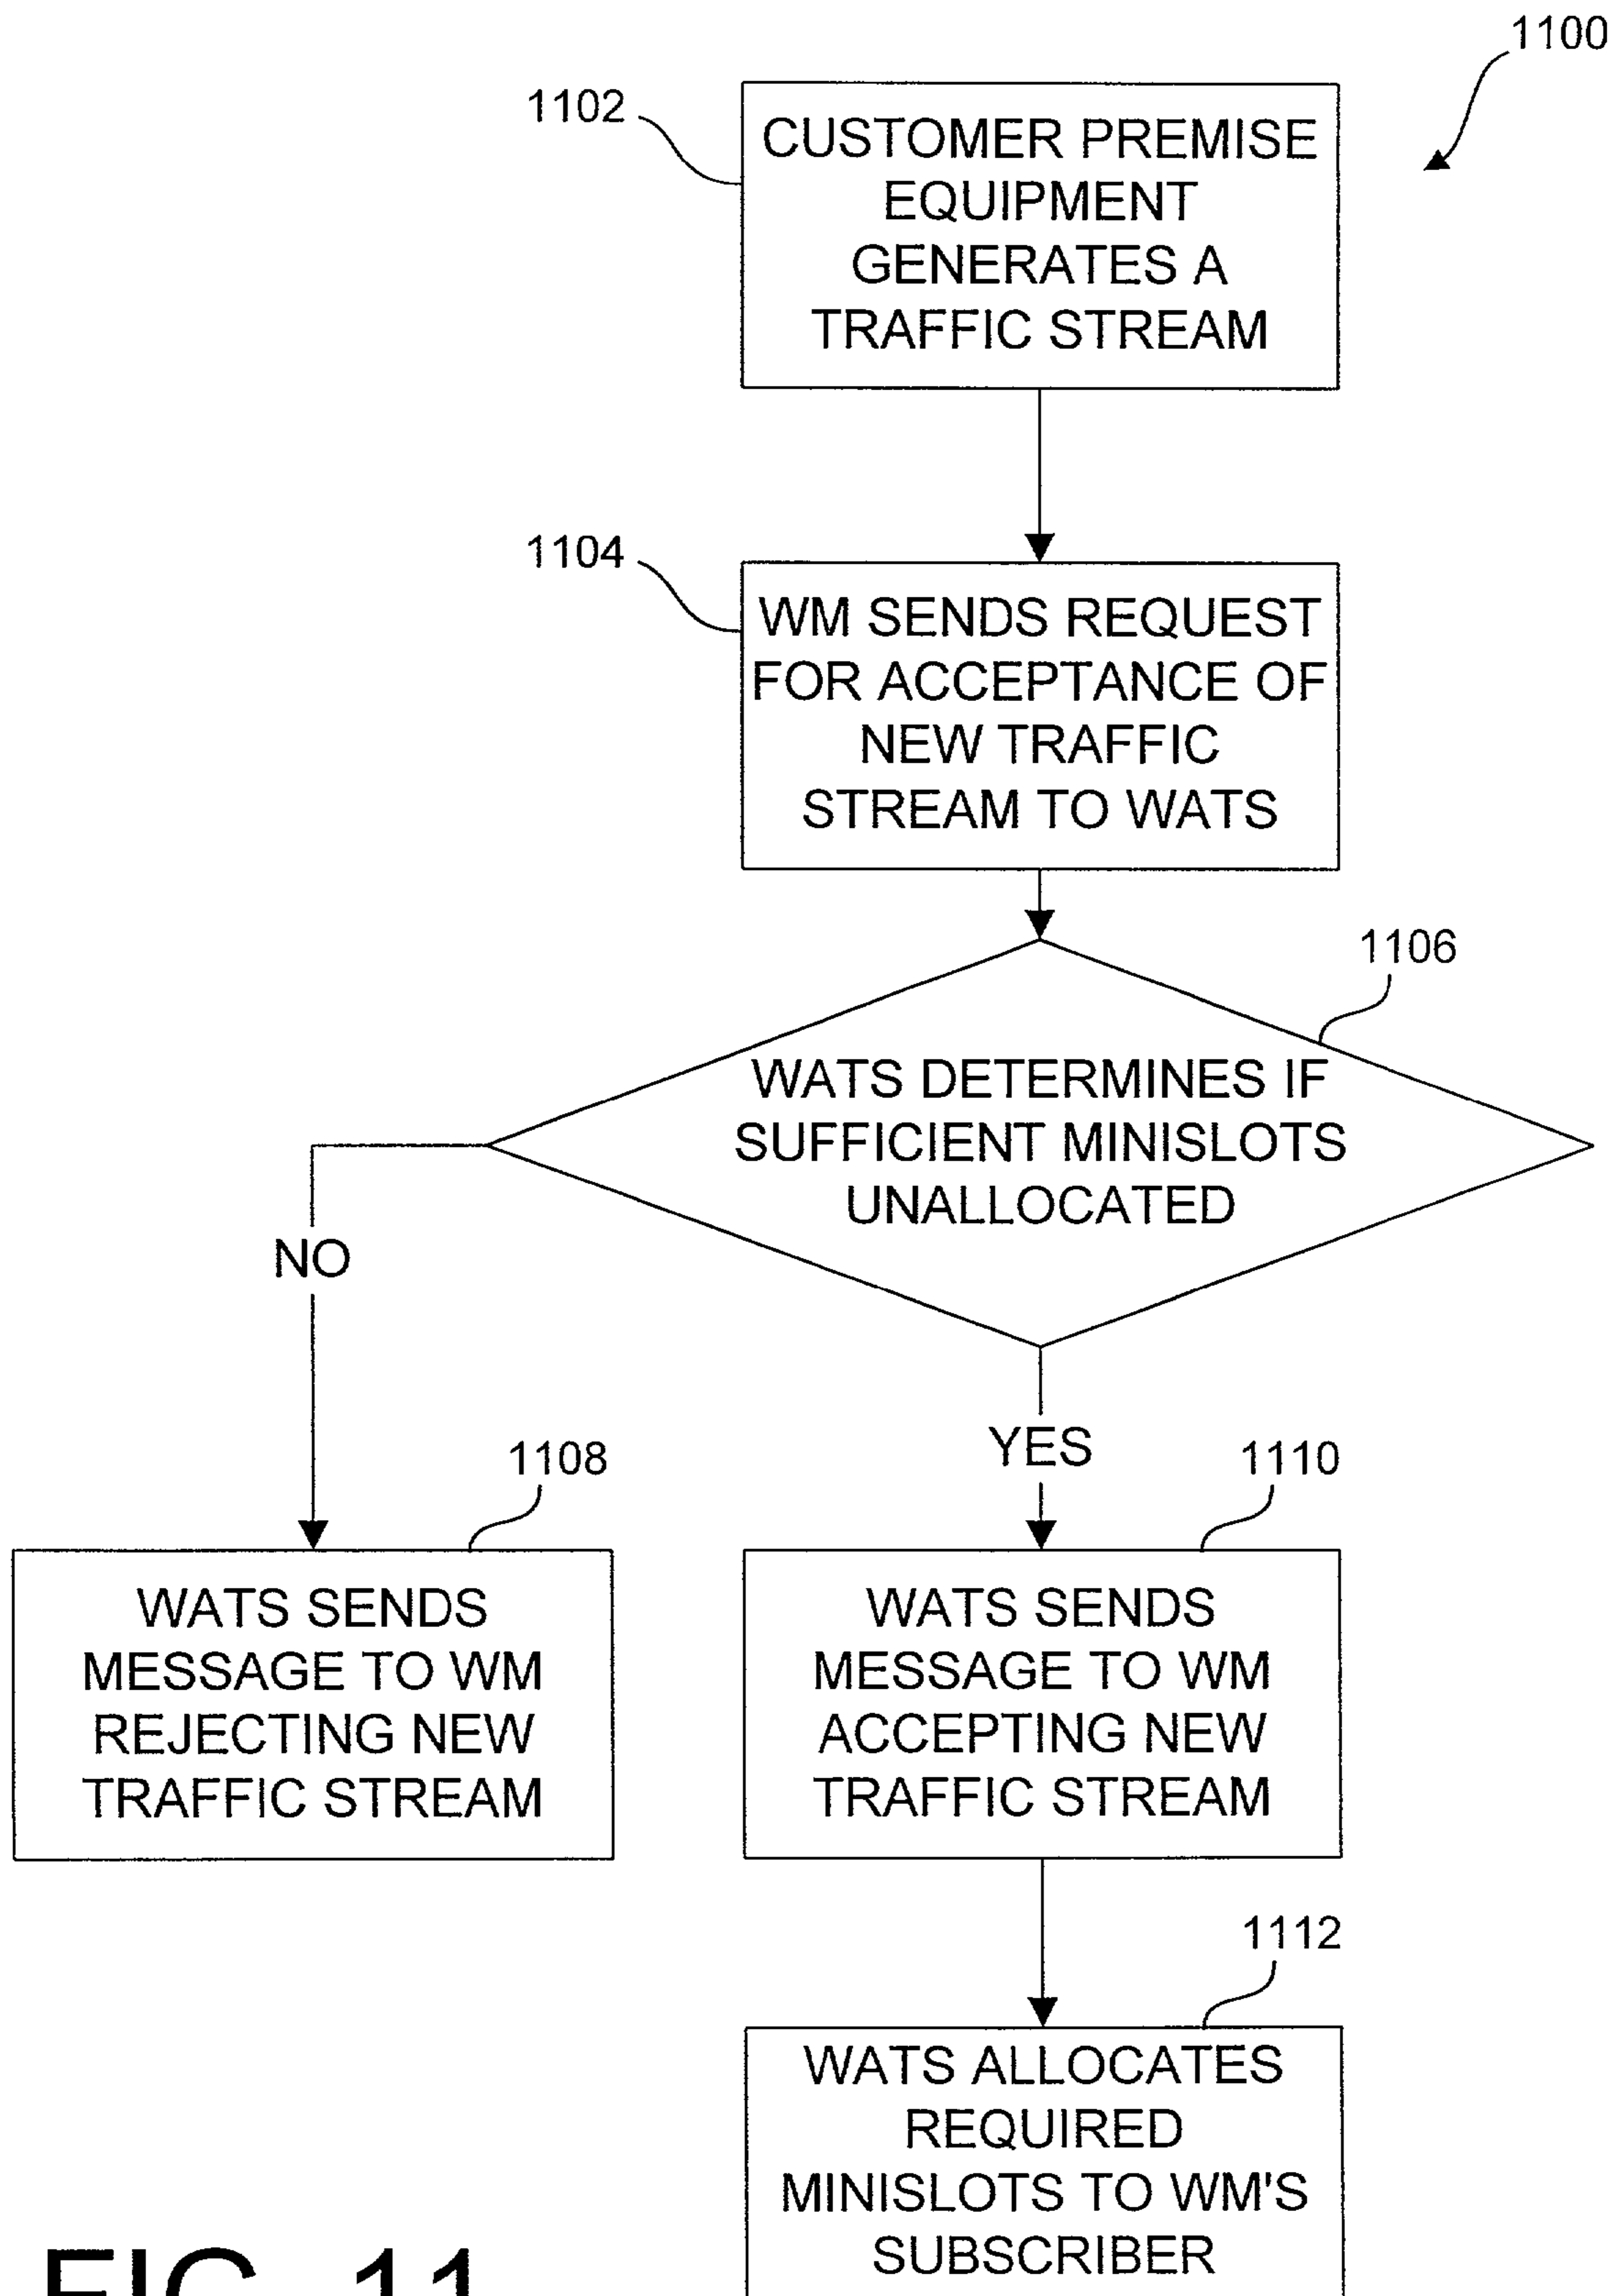 1100
1102
CUSTOMER PREMISE
EQUIPMENT
GENERATES A
TRAFFIC STREAM
1104
WM SENDS REQUEST
FOR ACCEPTANCE OF
NEW TRAFFIC
STREAM TO WATS
1106
WATS DETERMINES IF
SUFFICIENT MINISLOTS
UNALLOCATED
NO
YES
1108
WATS SENDS
MESSAGE TO WM
REJECTING NEW
TRAFFIC STREAM
1110
WATS SENDS
MESSAGE TO WM
ACCEPTING NEW
TRAFFIC STREAM
1112
WATS ALLOCATES
REQUIRED
MINISLOTS TO WM'S
SUBSCRIBER
FIG. 11